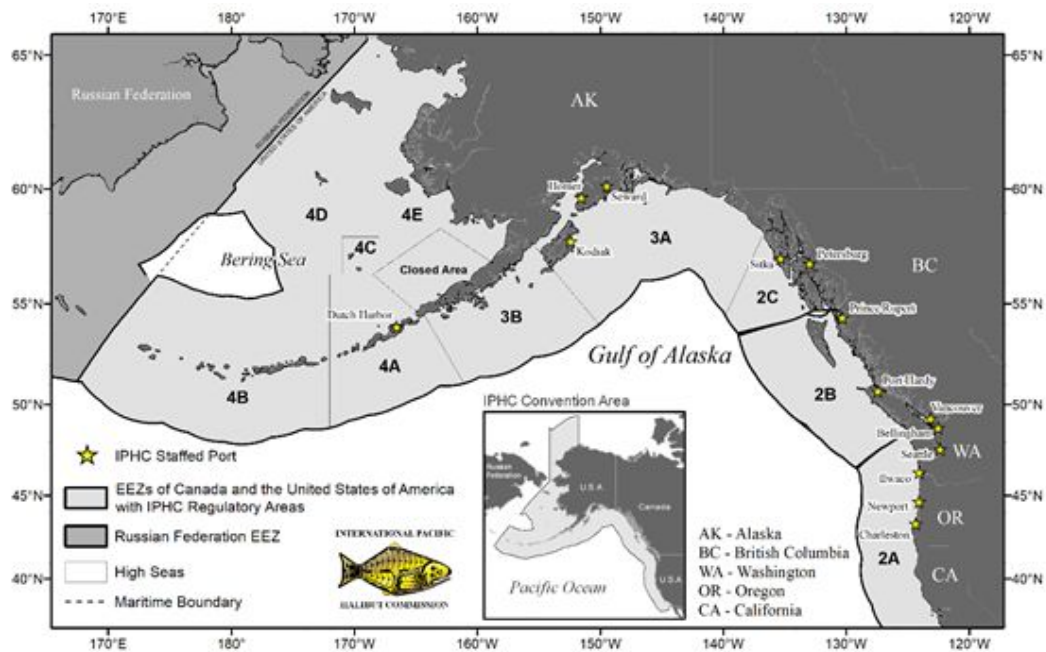 170°E
180°
170°W
160°W
150°W
140°W
130°W
120°W
65°N
65°N
Russian Federation
RUSSIAN FEDERATION
UNITED STATES OF AMERICA
AK
60°N
60°N
Homer
Seward
4D
4E
3A
4C
Kodiak
Bering Sea
Closed Area
Sitka
Petersburg
BC
2C
55°N
55°N
3B
Dutch Harbor
Prince Rupert
Gulf of Alaska
4A
4B
2B
Port Hardy
50°N
50°N
Vancouver
IPHC Convention Area
Bellingham
WA
IPHC Staffed Port
Seattle
Russian
Federation
U.S.A
Canada
Ilwaco
45°N
45°N
EEZs of Canada and the United States of America
with IPHC Regulatory Areas
Newport
OR
Russian Federation EEZ
INTERNATIONAL PACIFIC
HALIBUT COMMISSION
Charleston
High Seas
Maritime Boundary
Pacific Ocean
U.S.A
AK - Alaska
BC - British Columbia
WA - Washington
OR - Oregon
CA - California
2A
CA
40°N
40°N
170°E
180°
170°W
160°W
150°W
140°W
130°W
120°W